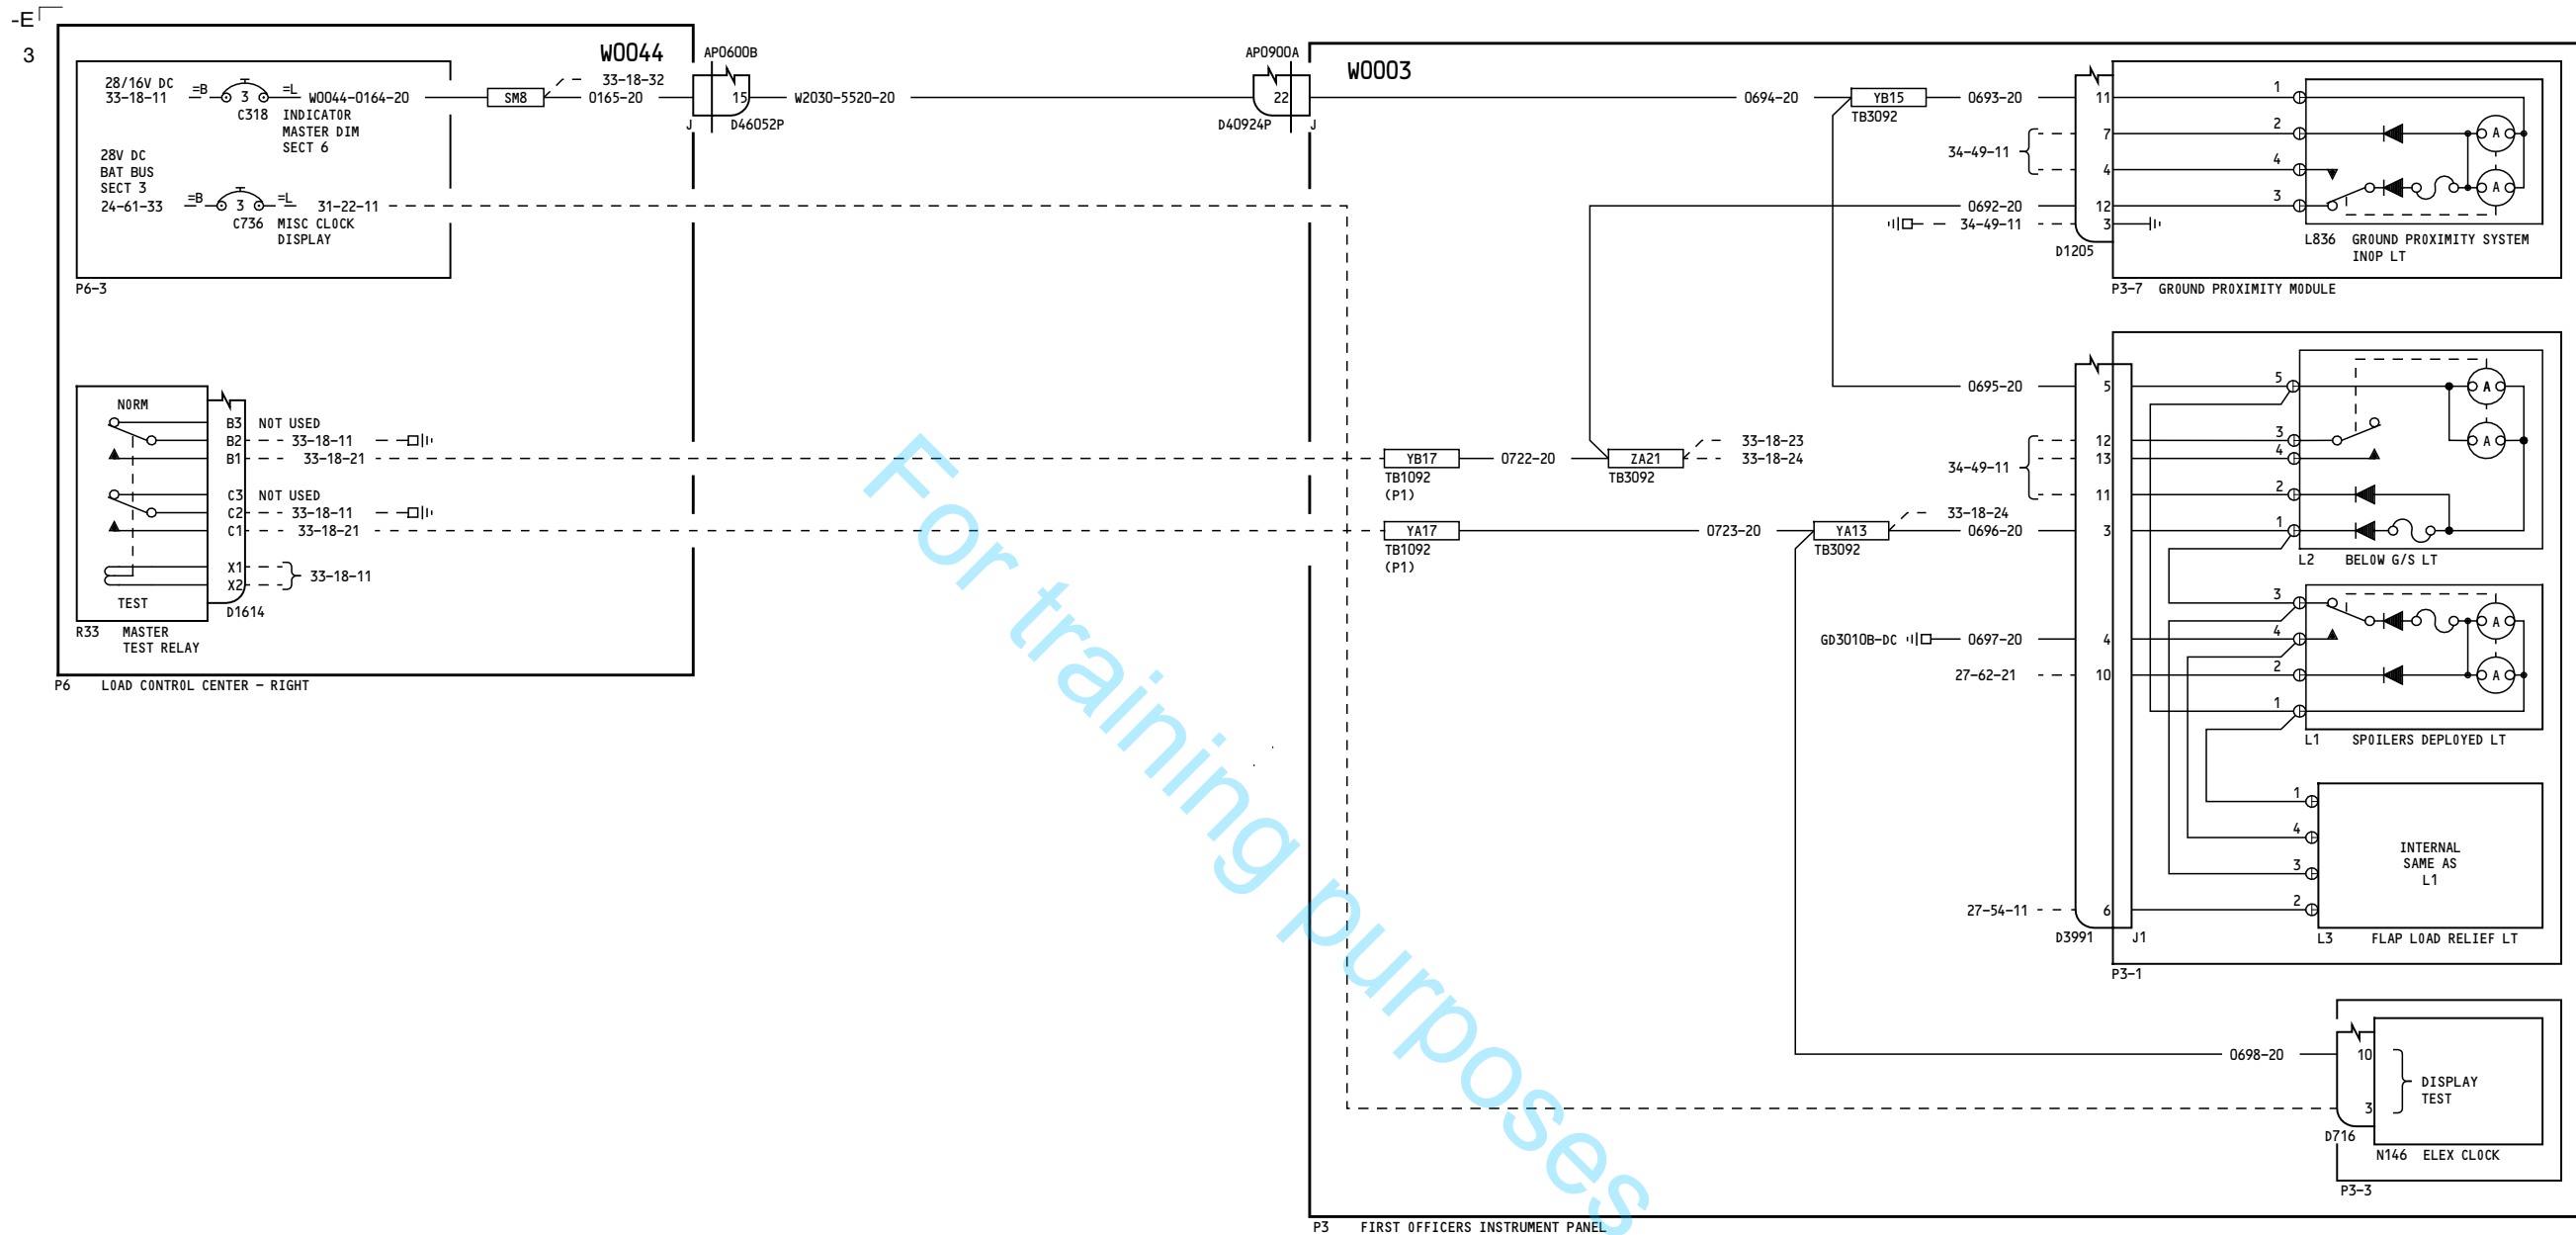 -E
3
W0044
AP0600B
28/16V DC
33-18-11
=B
3
=L
W0044-0164-20
SM8
33-18-32
0165-20
15
W2030-5520-20
C318
INDICATOR
MASTER DIM
SECT 6
J
D46052P
28V DC
BAT BUS
SECT 3
24-61-33
=B
3
=L
31-22-11
C736
MISC CLOCK
DISPLAY
P6-3
NORM
B3 NOT USED
B2 33-18-11
B1 33-18-21
C3 NOT USED
C2 33-18-11
C1 33-18-21
X1
X2
33-18-11
TEST
D1614
R33 MASTER
TEST RELAY
P6 LOAD CONTROL CENTER - RIGHT
AP0900A
W0003
22
D40924P
J
0694-20
YB15
TB3092
0693-20
11
7
34-49-11
4
0692-20
12
34-49-11
3
D1205
1
2
4
3
A
A
L836 GROUND PROXIMITY SYSTEM
INOP LT
P3-7 GROUND PROXIMITY MODULE
0695-20
5
YB17
TB1092
(P1)
0722-20
ZA21
TB3092
33-18-23
33-18-24
34-49-11
12
13
11
YA17
TB1092
(P1)
0723-20
YA13
TB3092
33-18-24
0696-20
3
5
3
4
2
1
A
A
L2 BELOW G/S LT
GD3010B-DC
0697-20
4
27-62-21
10
3
4
2
1
A
A
L1 SPOILERS DEPLOYED LT
1
4
3
2
INTERNAL
SAME AS
L1
27-54-11
6
D3991
J1
L3 FLAP LOAD RELIEF LT
P3-1
0698-20
10
3
DISPLAY
TEST
D716
N146 ELEX CLOCK
P3-3
P3 FIRST OFFICERS INSTRUMENT PANEL
For training purposes